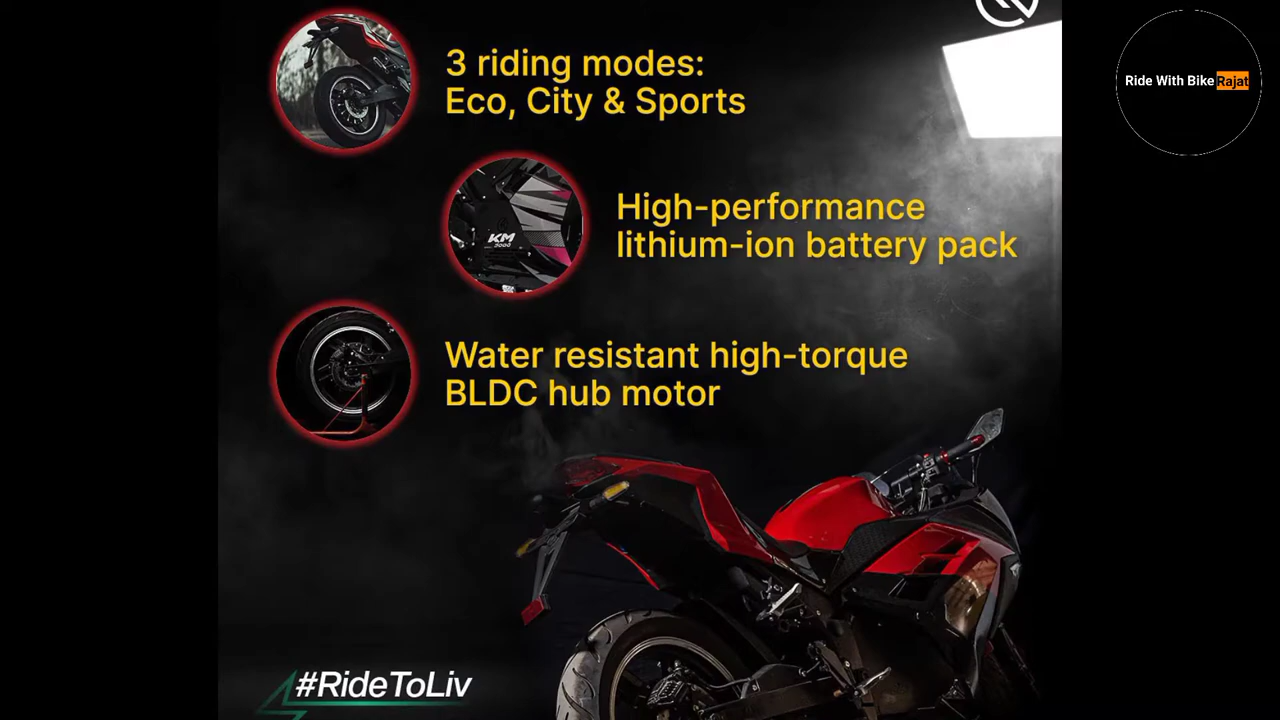 3 riding modes:
Eco, City & Sports
Ride With Bike Rajat
High-performance
lithium-ion battery pack
KM
3000
Water resistant high-torque
BLDC hub motor
#RideToLiv